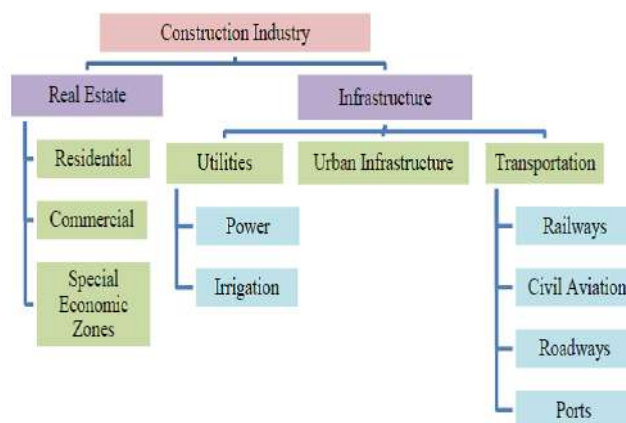 Construction Industry
Real Estate
Infrastructure
Residential
Commercial
Special
Economic
Zones
Utilities
Urban Infrastructure
Transportation
Power
Irrigation
Railways
Civil Aviation
Roadways
Ports